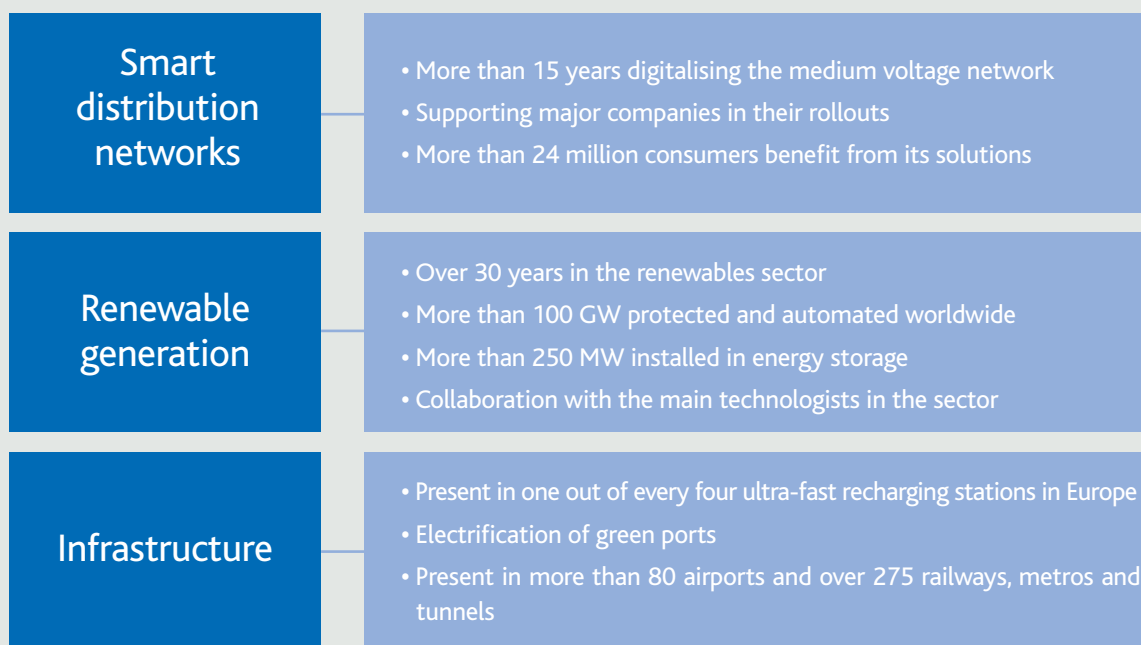 Smart
distribution
networks
• More than 15 years digitalising the medium voltage network
• Supporting major companies in their rollouts
• More than 24 million consumers benefit from its solutions
Renewable
generation
• Over 30 years in the renewables sector
• More than 100 GW protected and automated worldwide
• More than 250 MW installed in energy storage
• Collaboration with the main technologists in the sector
Infrastructure
• Present in one out of every four ultra-fast recharging stations in Europe
• Electrification of green ports
• Present in more than 80 airports and over 275 railways, metros and
tunnels